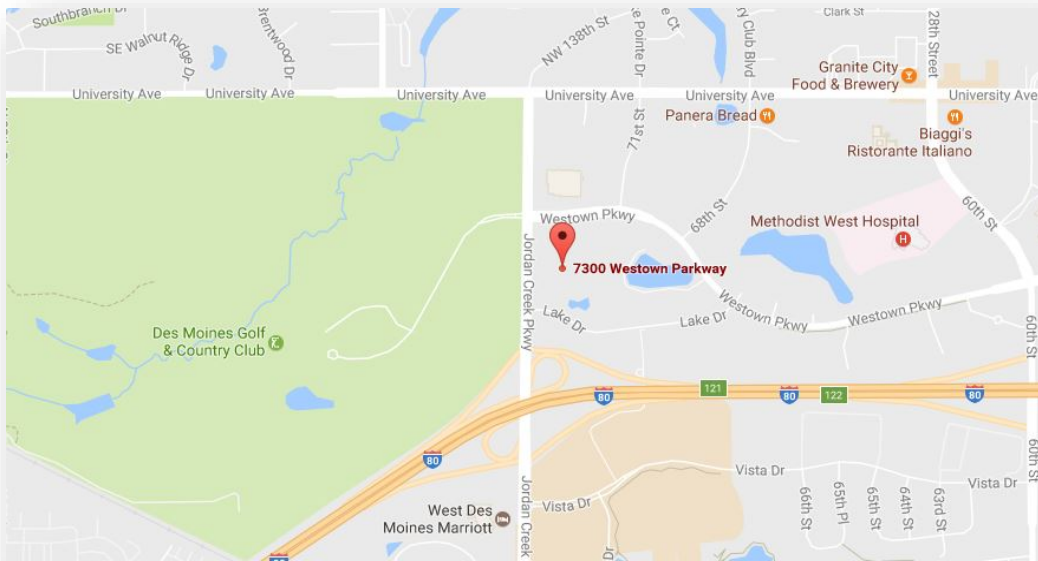 Southbranch Dr
SE Walnut Ridge Dr
Brentwood Dr
NW 138th St
Pointe Dr
Ct
Club Blvd
Clark St
28th Street
Granite City
Food & Brewery
University Ave
University Ave
University Ave
University Ave
University Ave
University Ave
Panera Bread
Biaggi's
Ristorante Italiano
71st St
68th St
60th St
Westown Pkwy
Methodist West Hospital
H
7300 Westown Parkway
Jordan Creek Pkwy
Lake Dr
Lake Dr
Westown Pkwy
Westown Pkwy
Des Moines Golf
& Country Club
60th St
121
80
80
122
80
80
60th St
Vista Dr
Vista Dr
Vista Dr
66th St
65th Pl
65th St
64th St
63rd St
Jordan Creek
West Des
Moines Marriott
Dr